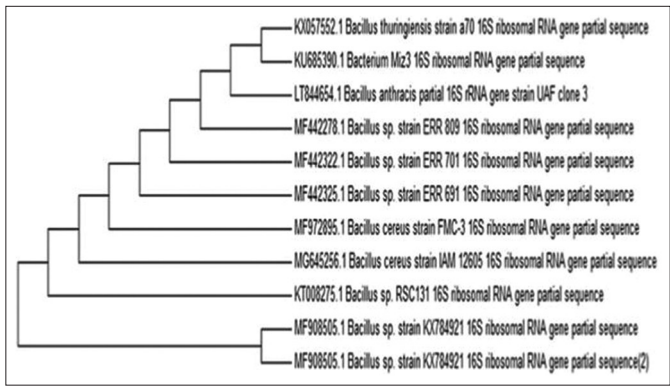 KX057552.1 Bacillus thuringiensis strain a70 16S ribosomal RNA gene partial sequence
KU685390.1 Bacterium Miz3 16S ribosomal RNA gene partial sequence
LT844654.1 Bacillus anthracis partial 16S rRNA gene strain UAF clone 3
MF442278.1 Bacillus sp. strain ERR 809 16S ribosomal RNA gene partial sequence
MF442322.1 Bacillus sp. strain ERR 701 16S ribosomal RNA gene partial sequence
MF442325.1 Bacillus sp. strain ERR 691 16S ribosomal RNA gene partial sequence
MF972895.1 Bacillus cereus strain FMC-3 16S ribosomal RNA gene partial sequence
MG645256.1 Bacillus cereus strain IAM 12605 16S ribosomal RNA gene partial sequence
KT008275.1 Bacillus sp. RSC131 16S ribosomal RNA gene partial sequence
MF908505.1 Bacillus sp. strain KX784921 16S ribosomal RNA gene partial sequence
MF908505.1 Bacillus sp. strain KX784921 16S ribosomal RNA gene partial sequence(2)